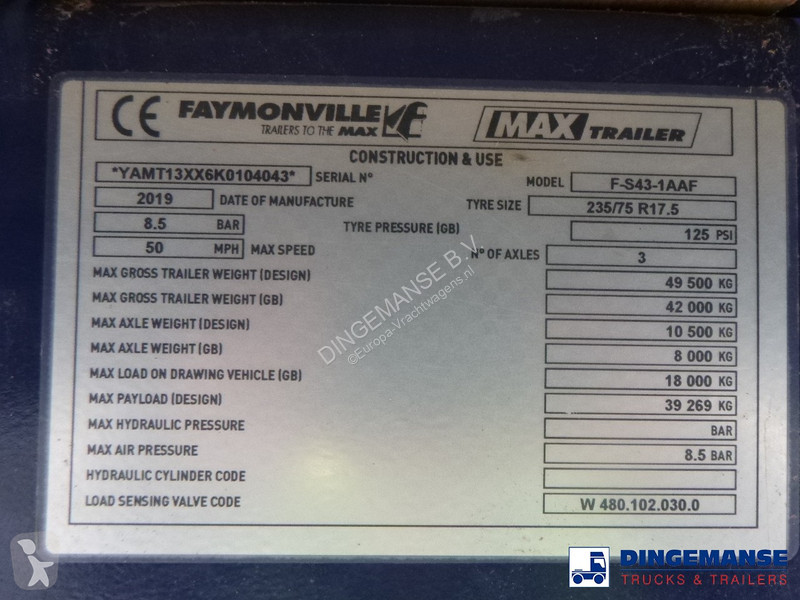 CE FAYMONVILLE
TRAILERS TO THE MAX
MAX TRAILER
CONSTRUCTION & USE
*YAMT13XX6K0104043* SERIAL N° MODEL F-S43-1AAF
2019 DATE OF MANUFACTURE TYRE SIZE 235/75 R17.5
8.5 BAR TYRE PRESSURE (GB) 125 PSI
50 MPH MAX SPEED N° OF AXLES 3
MAX GROSS TRAILER WEIGHT (DESIGN) 49 500 KG
MAX GROSS TRAILER WEIGHT (GB) 42 000 KG
MAX AXLE WEIGHT (DESIGN) 10 500 KG
MAX AXLE WEIGHT (GB) 8 000 KG
MAX LOAD ON DRAWING VEHICLE (GB) 18 000 KG
MAX PAYLOAD (DESIGN) 39 269 KG
MAX HYDRAULIC PRESSURE BAR
MAX AIR PRESSURE 8.5 BAR
HYDRAULIC CYLINDER CODE
LOAD SENSING VALVE CODE W 480.102.030.0
DINGEMANSE B.V.
©Europa-Vrachtwagens.nl
DINGEMANSE
TRUCKS & TRAILERS